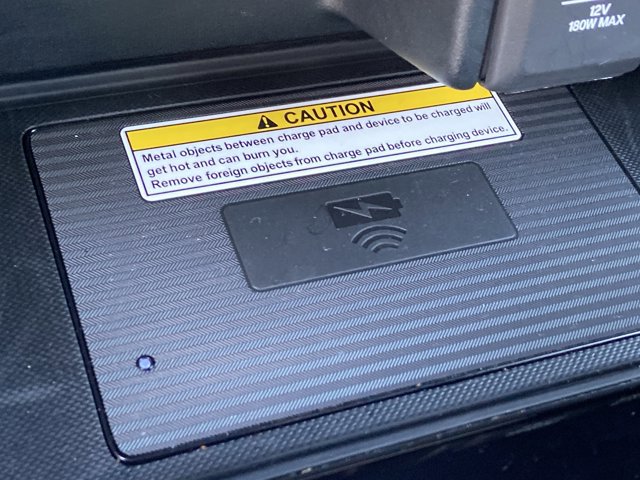 12V
180W MAX
CAUTION
Metal objects between charge pad and device to be charged will
get hot and can burn you.
Remove foreign objects from charge pad before charging device.